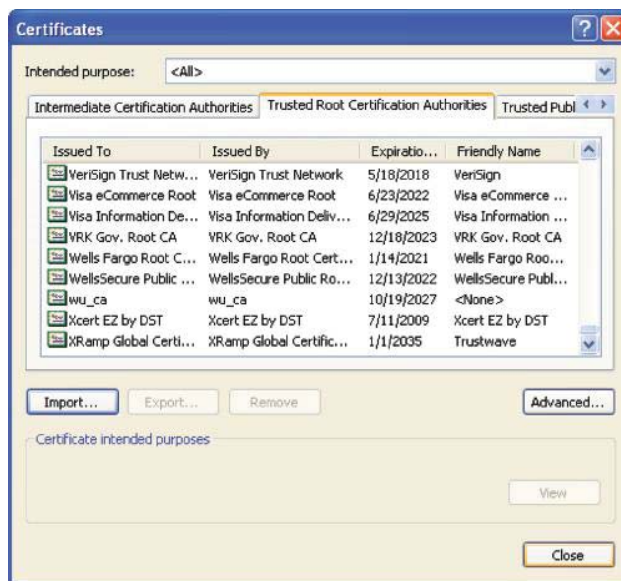 Certificates
Intended purpose: <All>
Intermediate Certification Authorities Trusted Root Certification Authorities Trusted Publ
Issued To Issued By Expiratio... Friendly Name
VeriSign Trust Netw... VeriSign Trust Network 5/18/2018 VeriSign
Visa eCommerce Root Visa eCommerce Root 6/23/2022 Visa eCommerce ...
Visa Information De... Visa Information Deliv... 6/29/2025 Visa Information ...
VRK Gov. Root CA VRK Gov. Root CA 12/18/2023 VRK Gov. Root CA
Wells Fargo Root C... Wells Fargo Root Cert... 1/14/2021 Wells Fargo Roo...
WellsSecure Public ... WellsSecure Public Ro... 12/13/2022 WellsSecure Publ...
wu_ca wu_ca 10/19/2027 <None>
Xcert EZ by DST Xcert EZ by DST 7/11/2009 Xcert EZ by DST
XRamp Global Certi... XRamp Global Certific... 1/1/2035 Trustwave
Import... Export... Remove Advanced...
Certificate intended purposes
View
Close